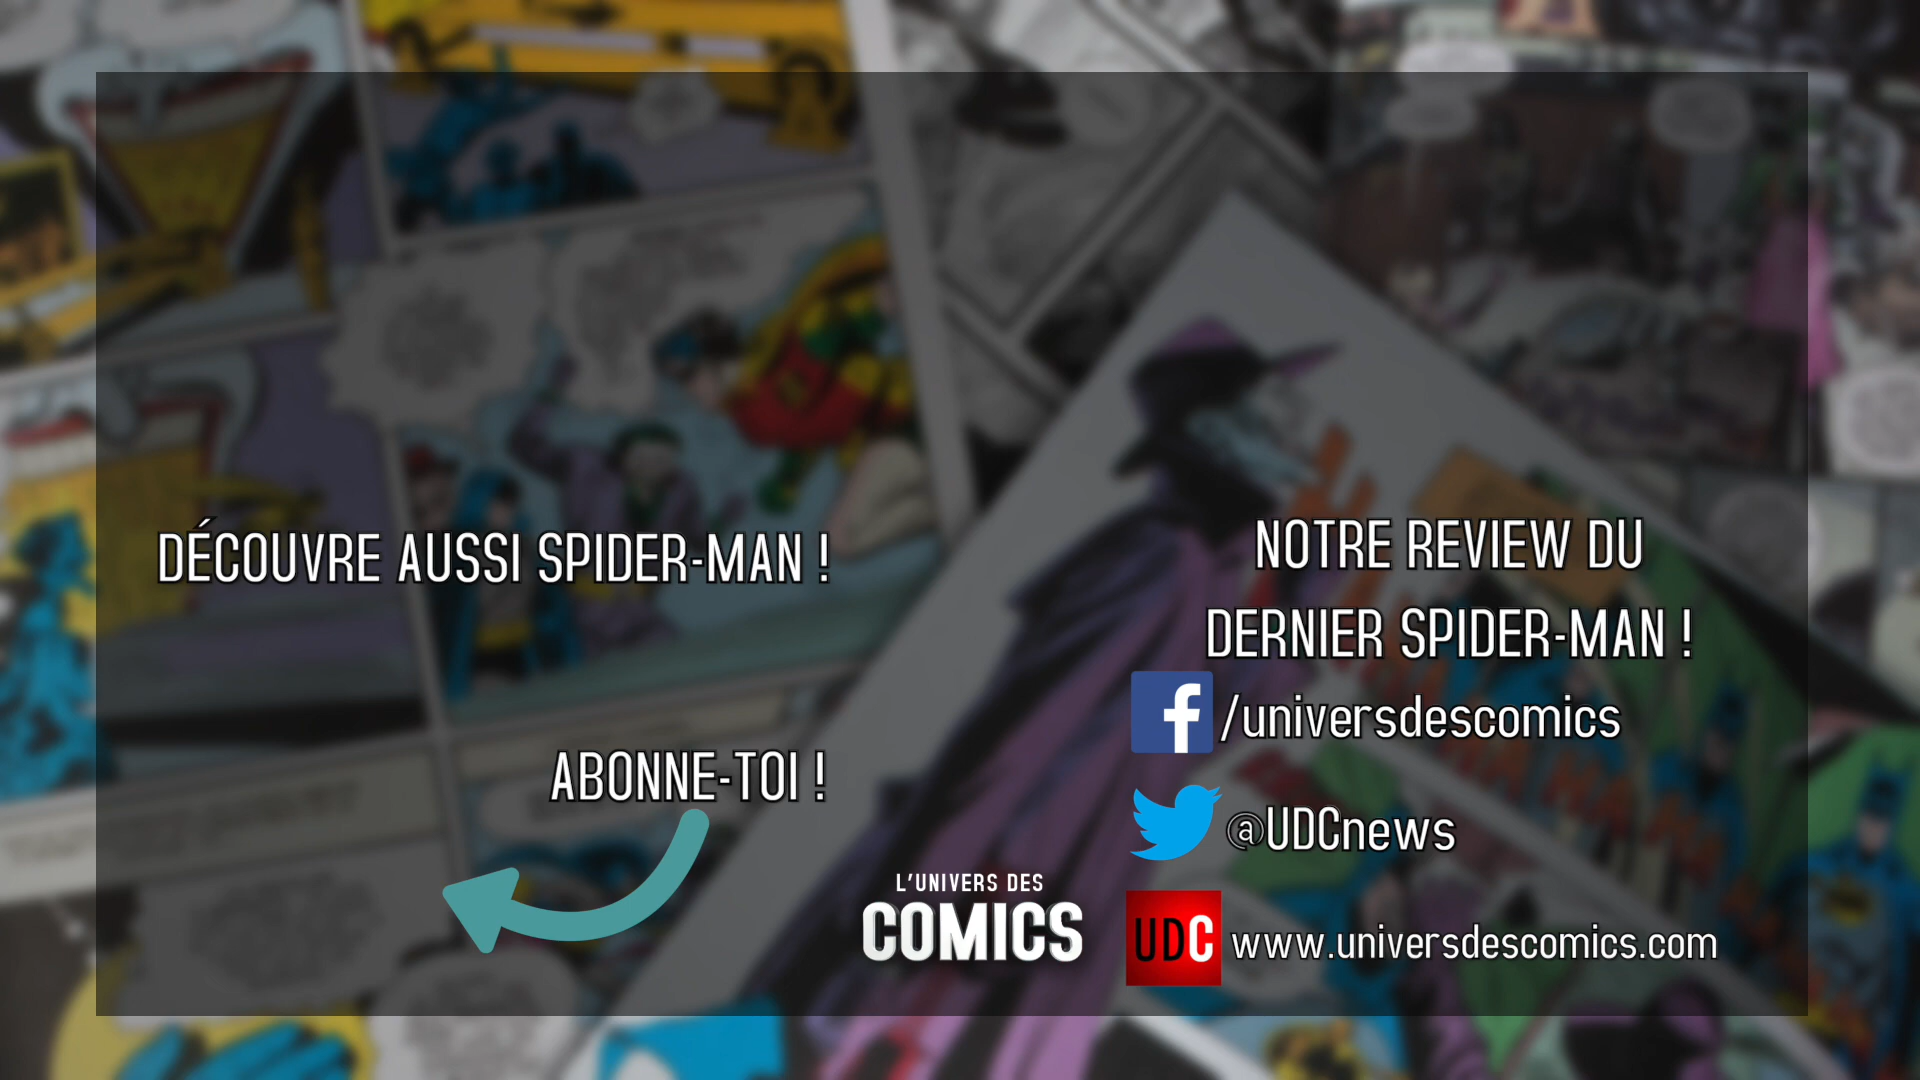 DÉCOUVRE AUSSI SPIDER-MAN !
NOTRE REVIEW DU
DERNIER SPIDER-MAN !
/universdescomics
ABONNE-TOI !
@UDCnews
L'UNIVERS DES
COMICS
UDC www.universdescomics.com